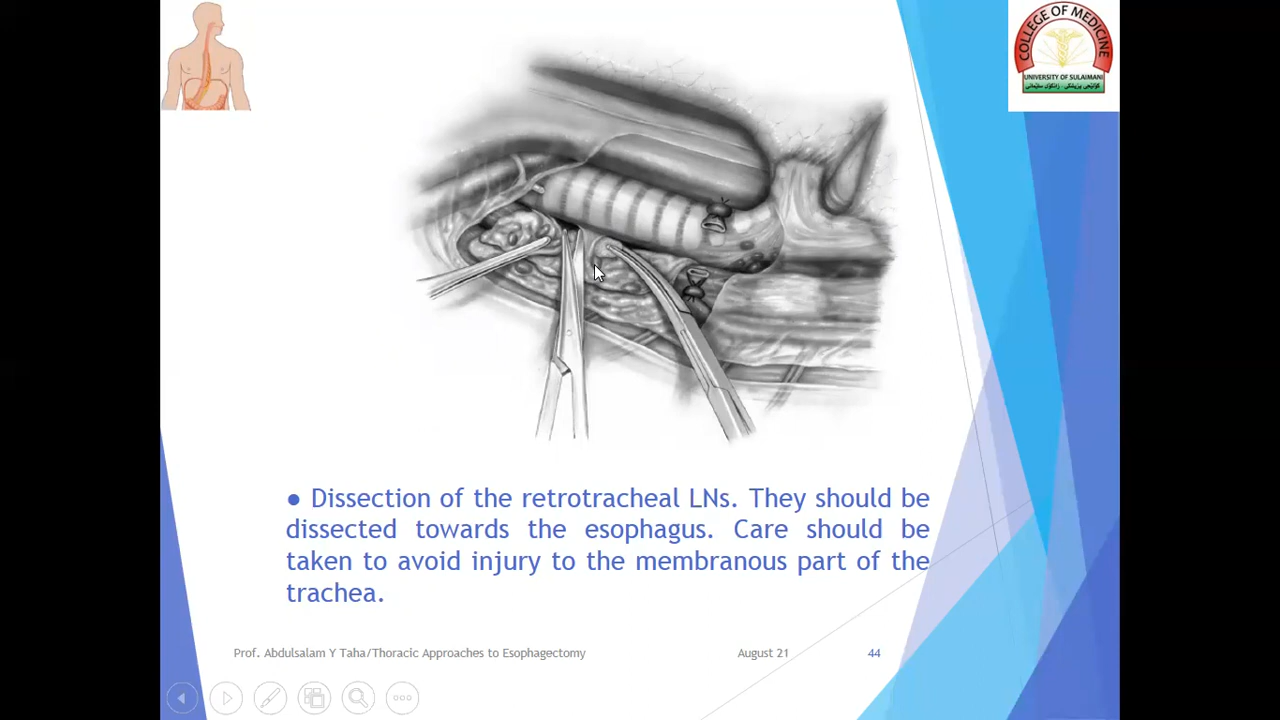 COLLEGE OF MEDICINE
UNIVERSITY OF SULAIMANI
● Dissection of the retrotracheal LNs. They should be
dissected towards the esophagus. Care should be
taken to avoid injury to the membranous part of the
trachea.
Prof. Abdulsalam Y Taha/Thoracic Approaches to Esophagectomy
August 21
44